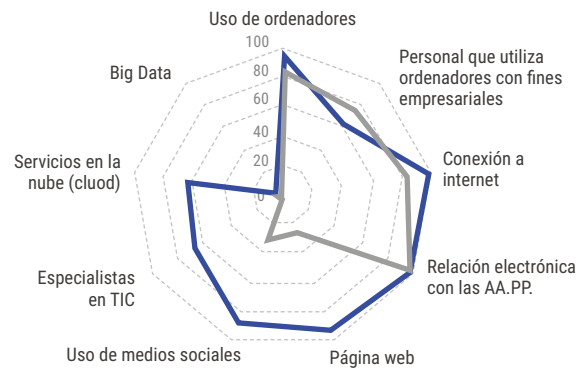 Uso de ordenadores
100
80
60
40
20
0
Personal que utiliza
ordenadores con fines
empresariales
Conexión a
internet
Relación electrónica
con las AA.PP.
Página web
Uso de medios sociales
Especialistas
en TIC
Servicios en la
nube (cluod)
Big Data